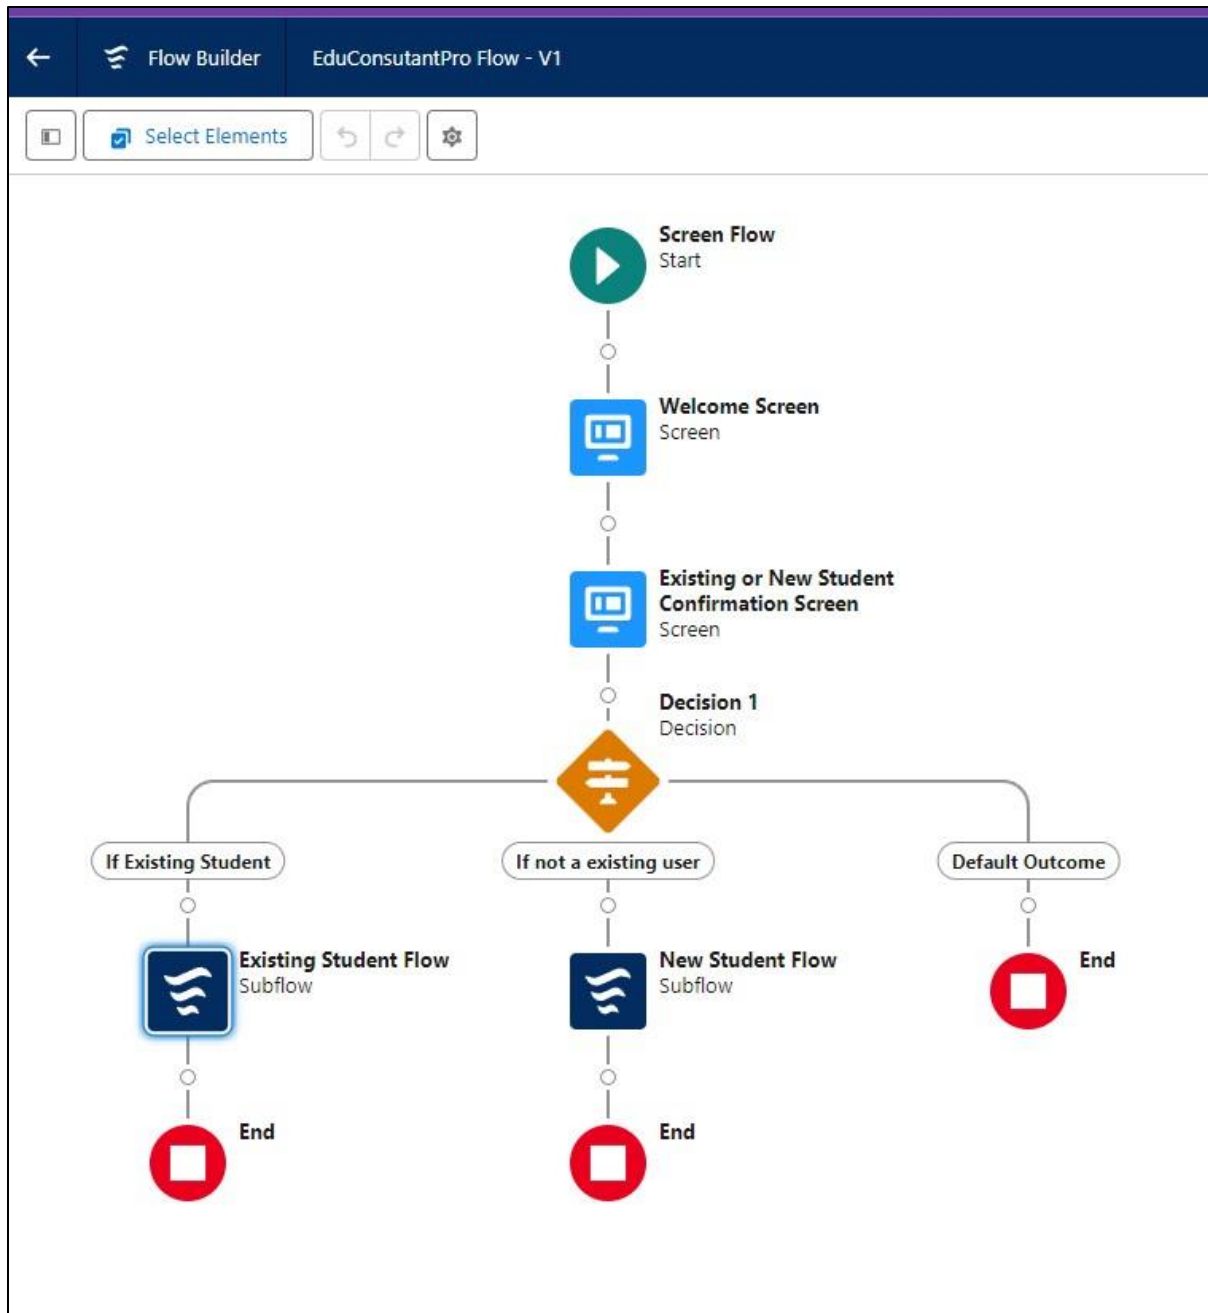 Flow Builder
EduConsutantPro Flow - V1
Select Elements
Screen Flow
Start
Welcome Screen
Screen
Existing or New Student
Confirmation Screen
Screen
Decision 1
Decision
If Existing Student
If not a existing user
Default Outcome
Existing Student Flow
Subflow
New Student Flow
Subflow
End
End
End